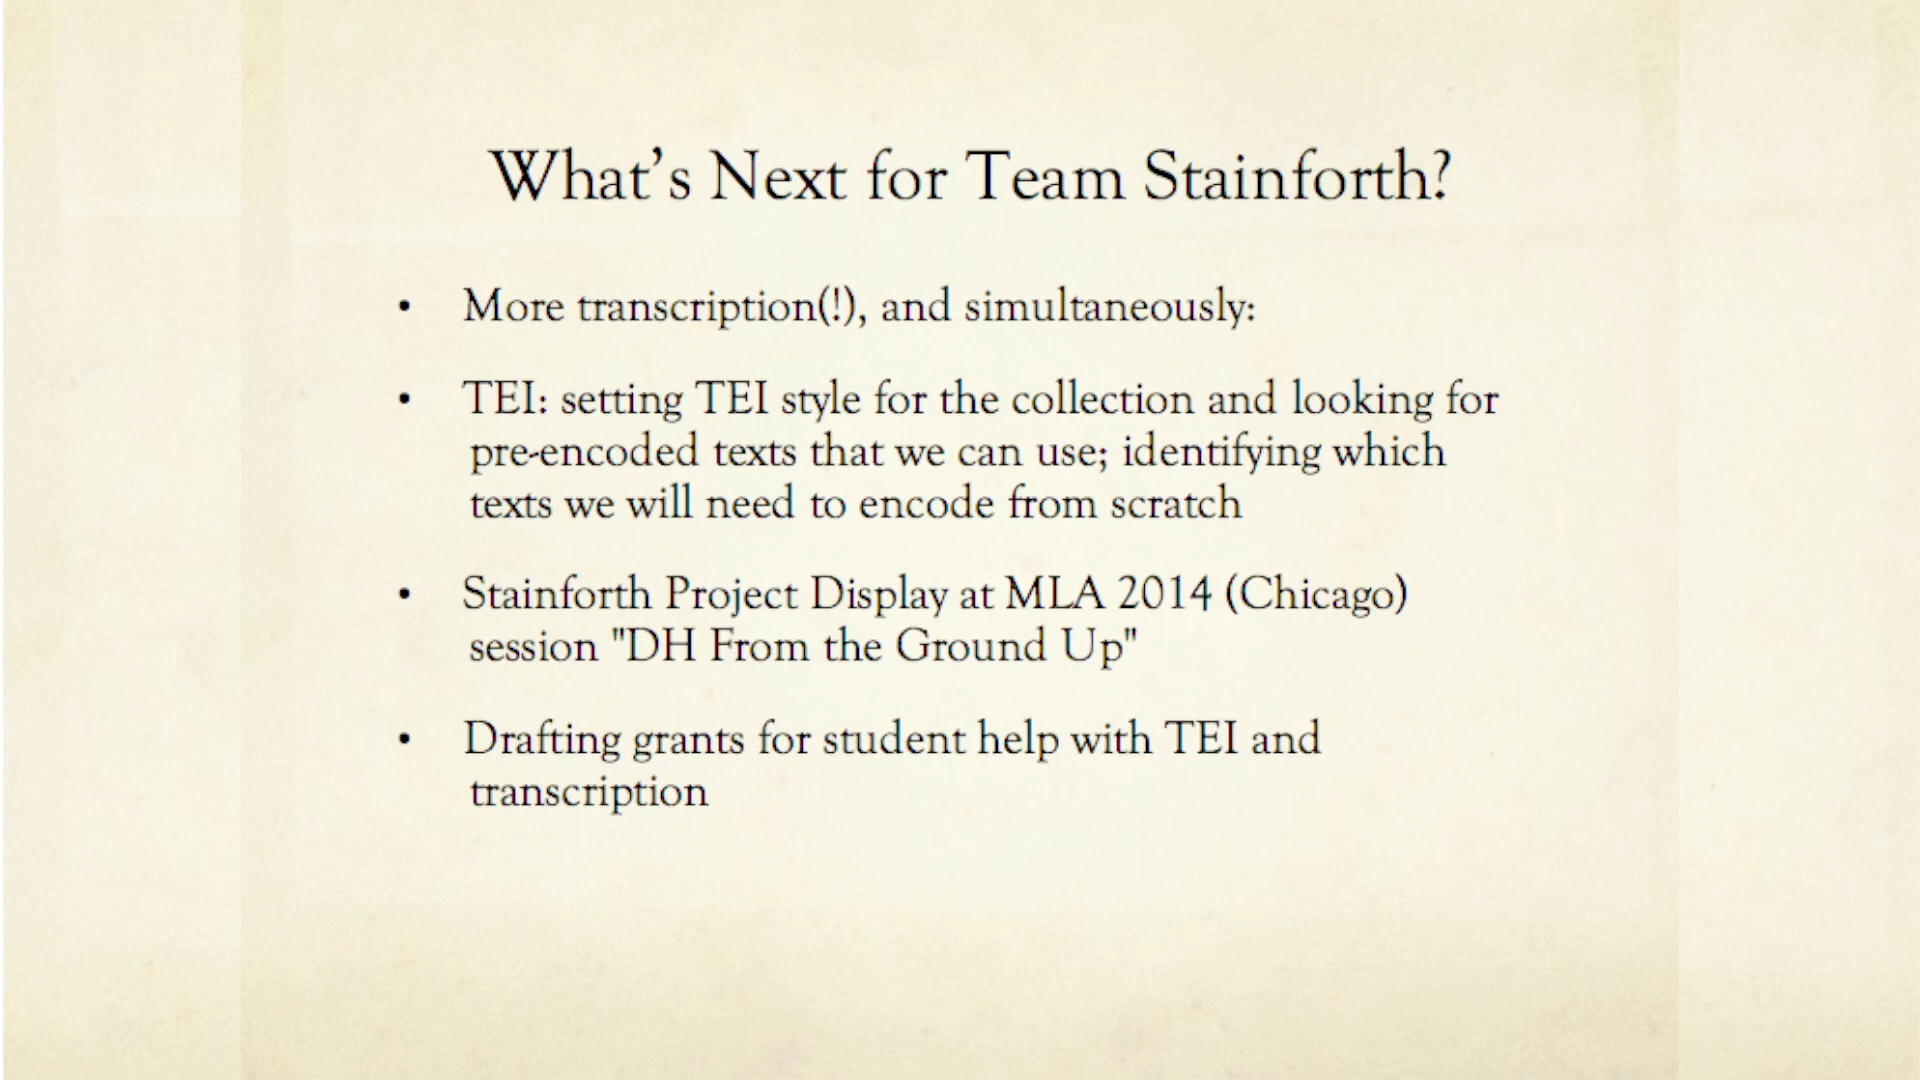 What's Next for Team Stainforth?
• More transcription(!), and simultaneously:
• TEI: setting TEI style for the collection and looking for
pre-encoded texts that we can use; identifying which
texts we will need to encode from scratch
• Stainforth Project Display at MLA 2014 (Chicago)
session "DH From the Ground Up"
• Drafting grants for student help with TEI and
transcription